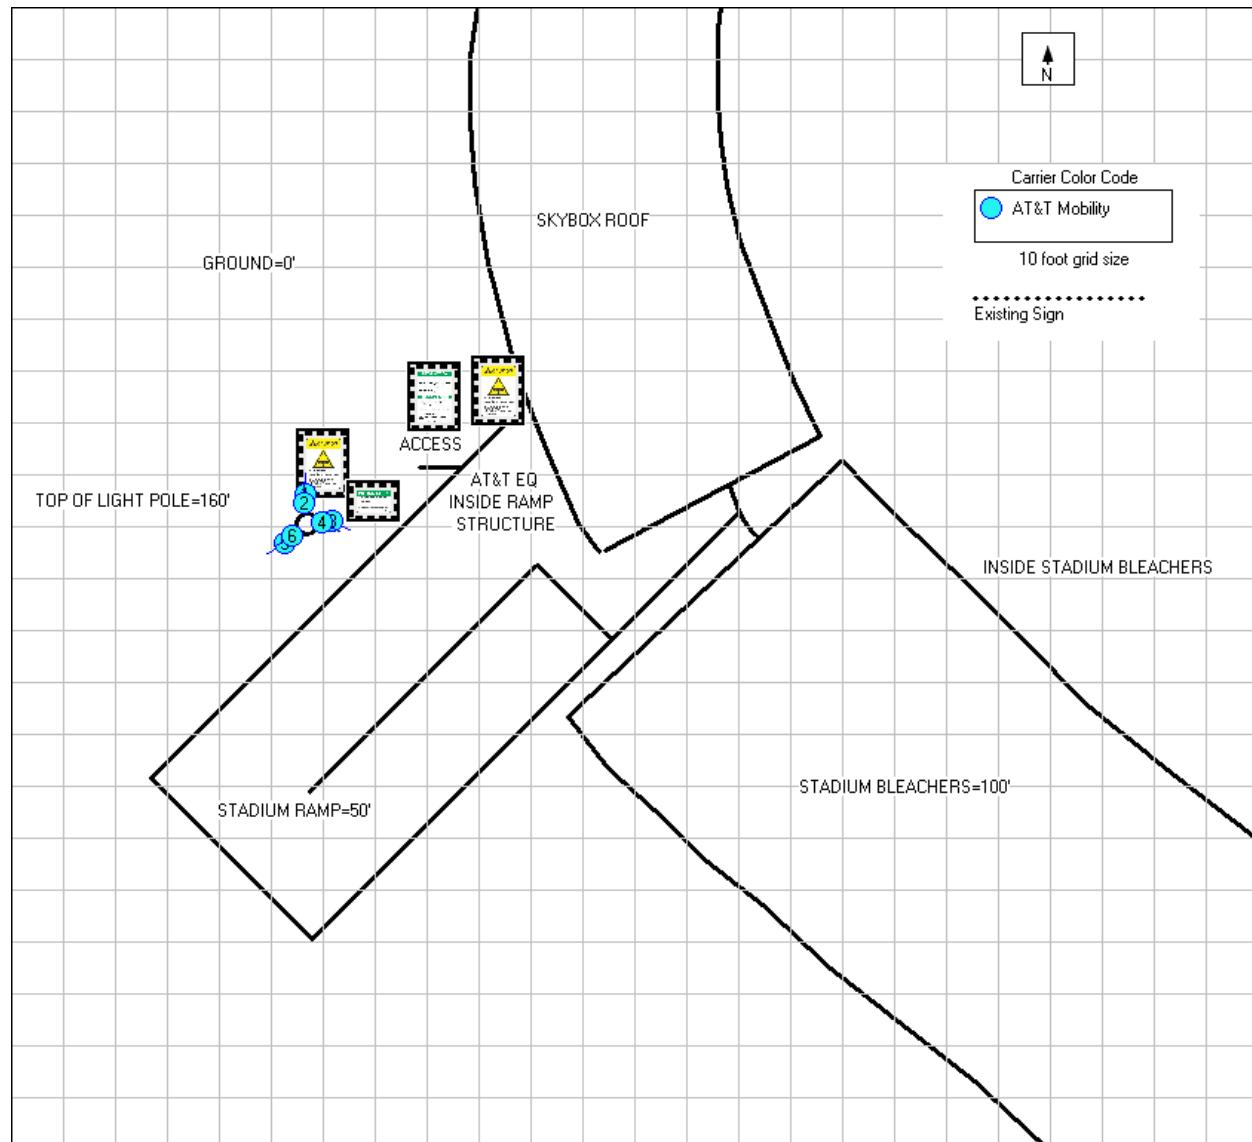 N
Carrier Color Code
AT&T Mobility
10 foot grid size
Existing Sign
SKYBOX ROOF
GROUND=0'
ACCESS
AT&T EQ
INSIDE RAMP
STRUCTURE
TOP OF LIGHT POLE=160'
2
4
6
INSIDE STADIUM BLEACHERS
STADIUM BLEACHERS=100'
STADIUM RAMP=50'